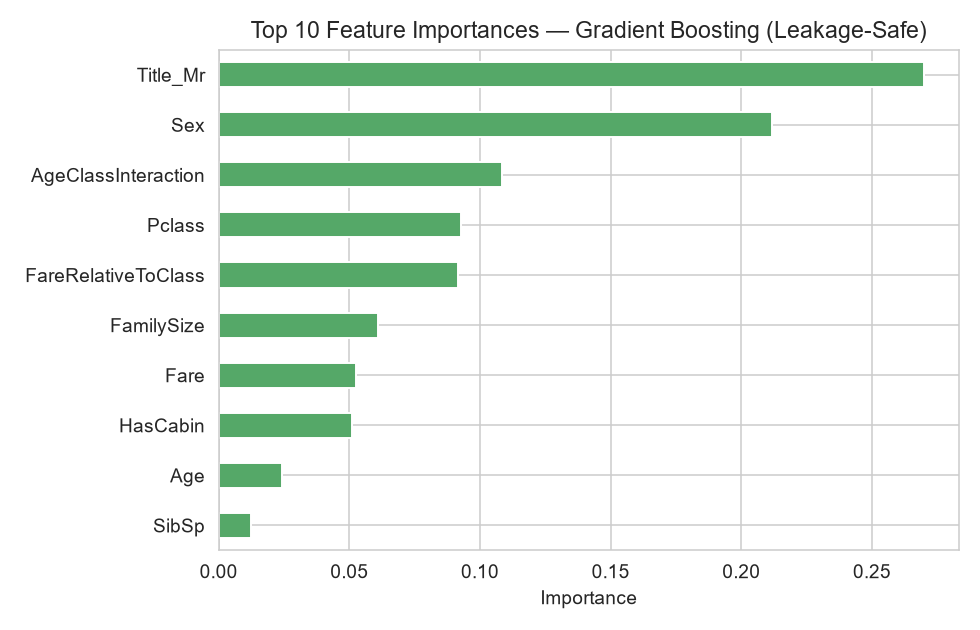 Top 10 Feature Importances — Gradient Boosting (Leakage-Safe)
Title_Mr
Sex
AgeClassInteraction
Pclass
FareRelativeToClass
FamilySize
Fare
HasCabin
Age
SibSp
0.00 0.05 0.10 0.15 0.20 0.25
Importance